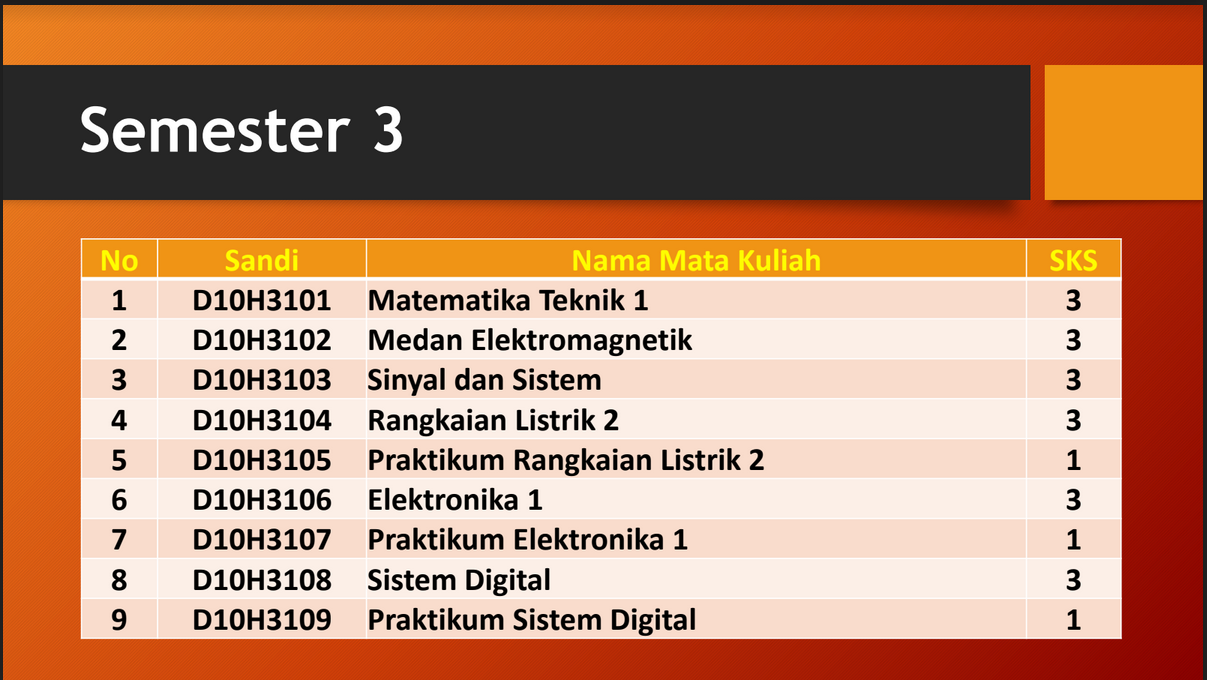 Semester 3
No Sandi Nama Mata Kuliah SKS
1 D10H3101 Matematika Teknik 1 3
2 D10H3102 Medan Elektromagnetik 3
3 D10H3103 Sinyal dan Sistem 3
4 D10H3104 Rangkaian Listrik 2 3
5 D10H3105 Praktikum Rangkaian Listrik 2 1
6 D10H3106 Elektronika 1 3
7 D10H3107 Praktikum Elektronika 1 1
8 D10H3108 Sistem Digital 3
9 D10H3109 Praktikum Sistem Digital 1